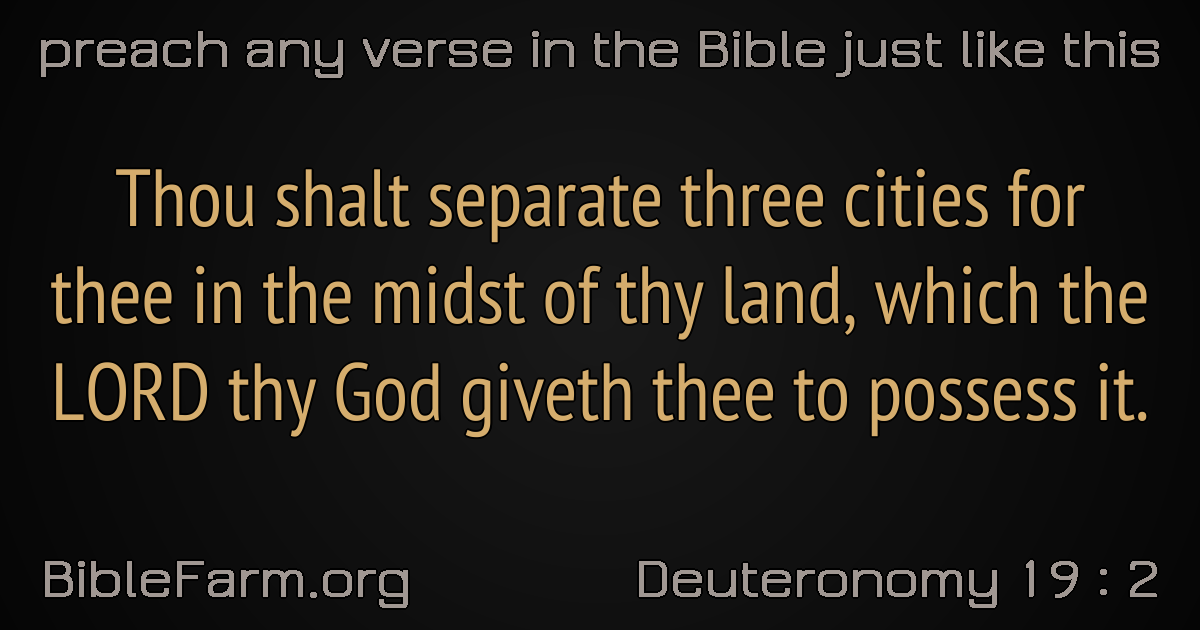 preach any verse in the Bible just like this
Thou shalt separate three cities for
thee in the midst of thy land, which the
LORD thy God giveth thee to possess it.
BibleFarm.org
Deuteronomy 19 : 2